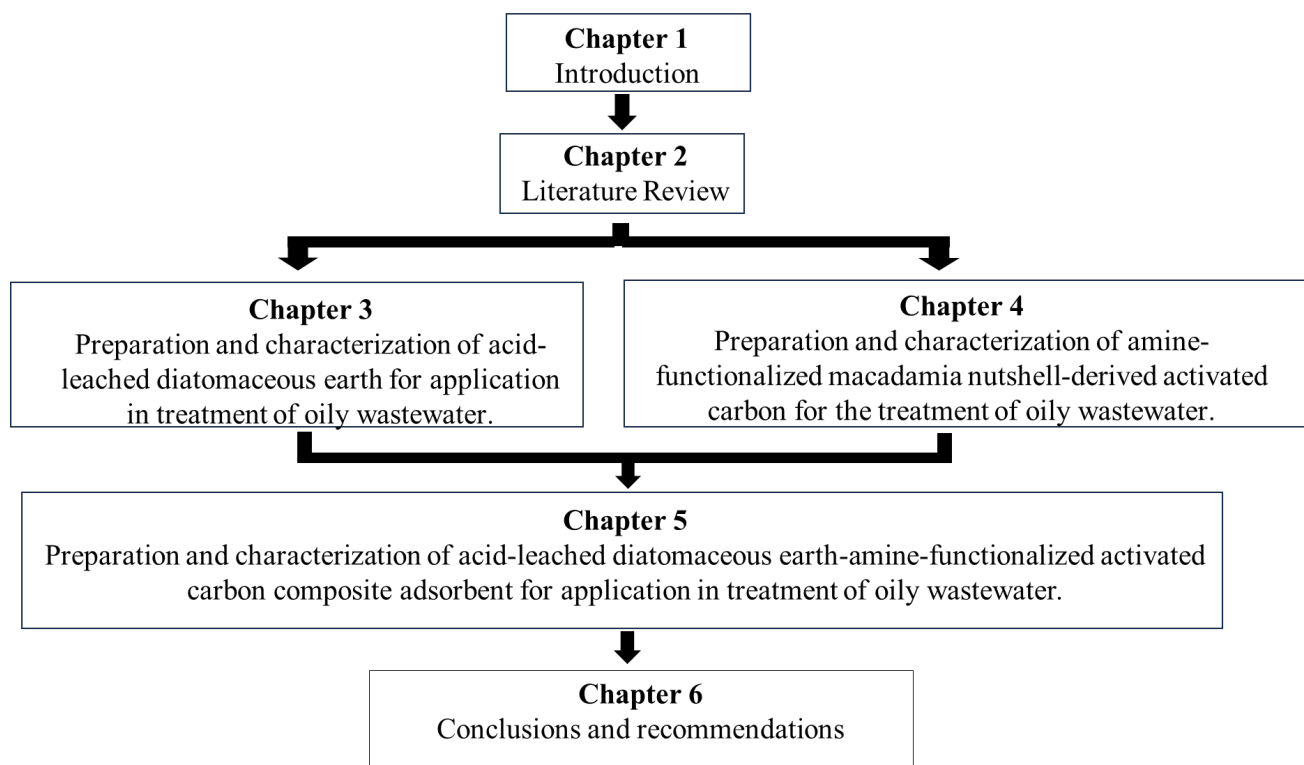 Chapter 1
Introduction
Chapter 2
Literature Review
Chapter 3
Preparation and characterization of acid-
leached diatomaceous earth for application
in treatment of oily wastewater.
Chapter 4
Preparation and characterization of amine-
functionalized macadamia nutshell-derived activated
carbon for the treatment of oily wastewater.
Chapter 5
Preparation and characterization of acid-leached diatomaceous earth-amine-functionalized activated
carbon composite adsorbent for application in treatment of oily wastewater.
Chapter 6
Conclusions and recommendations